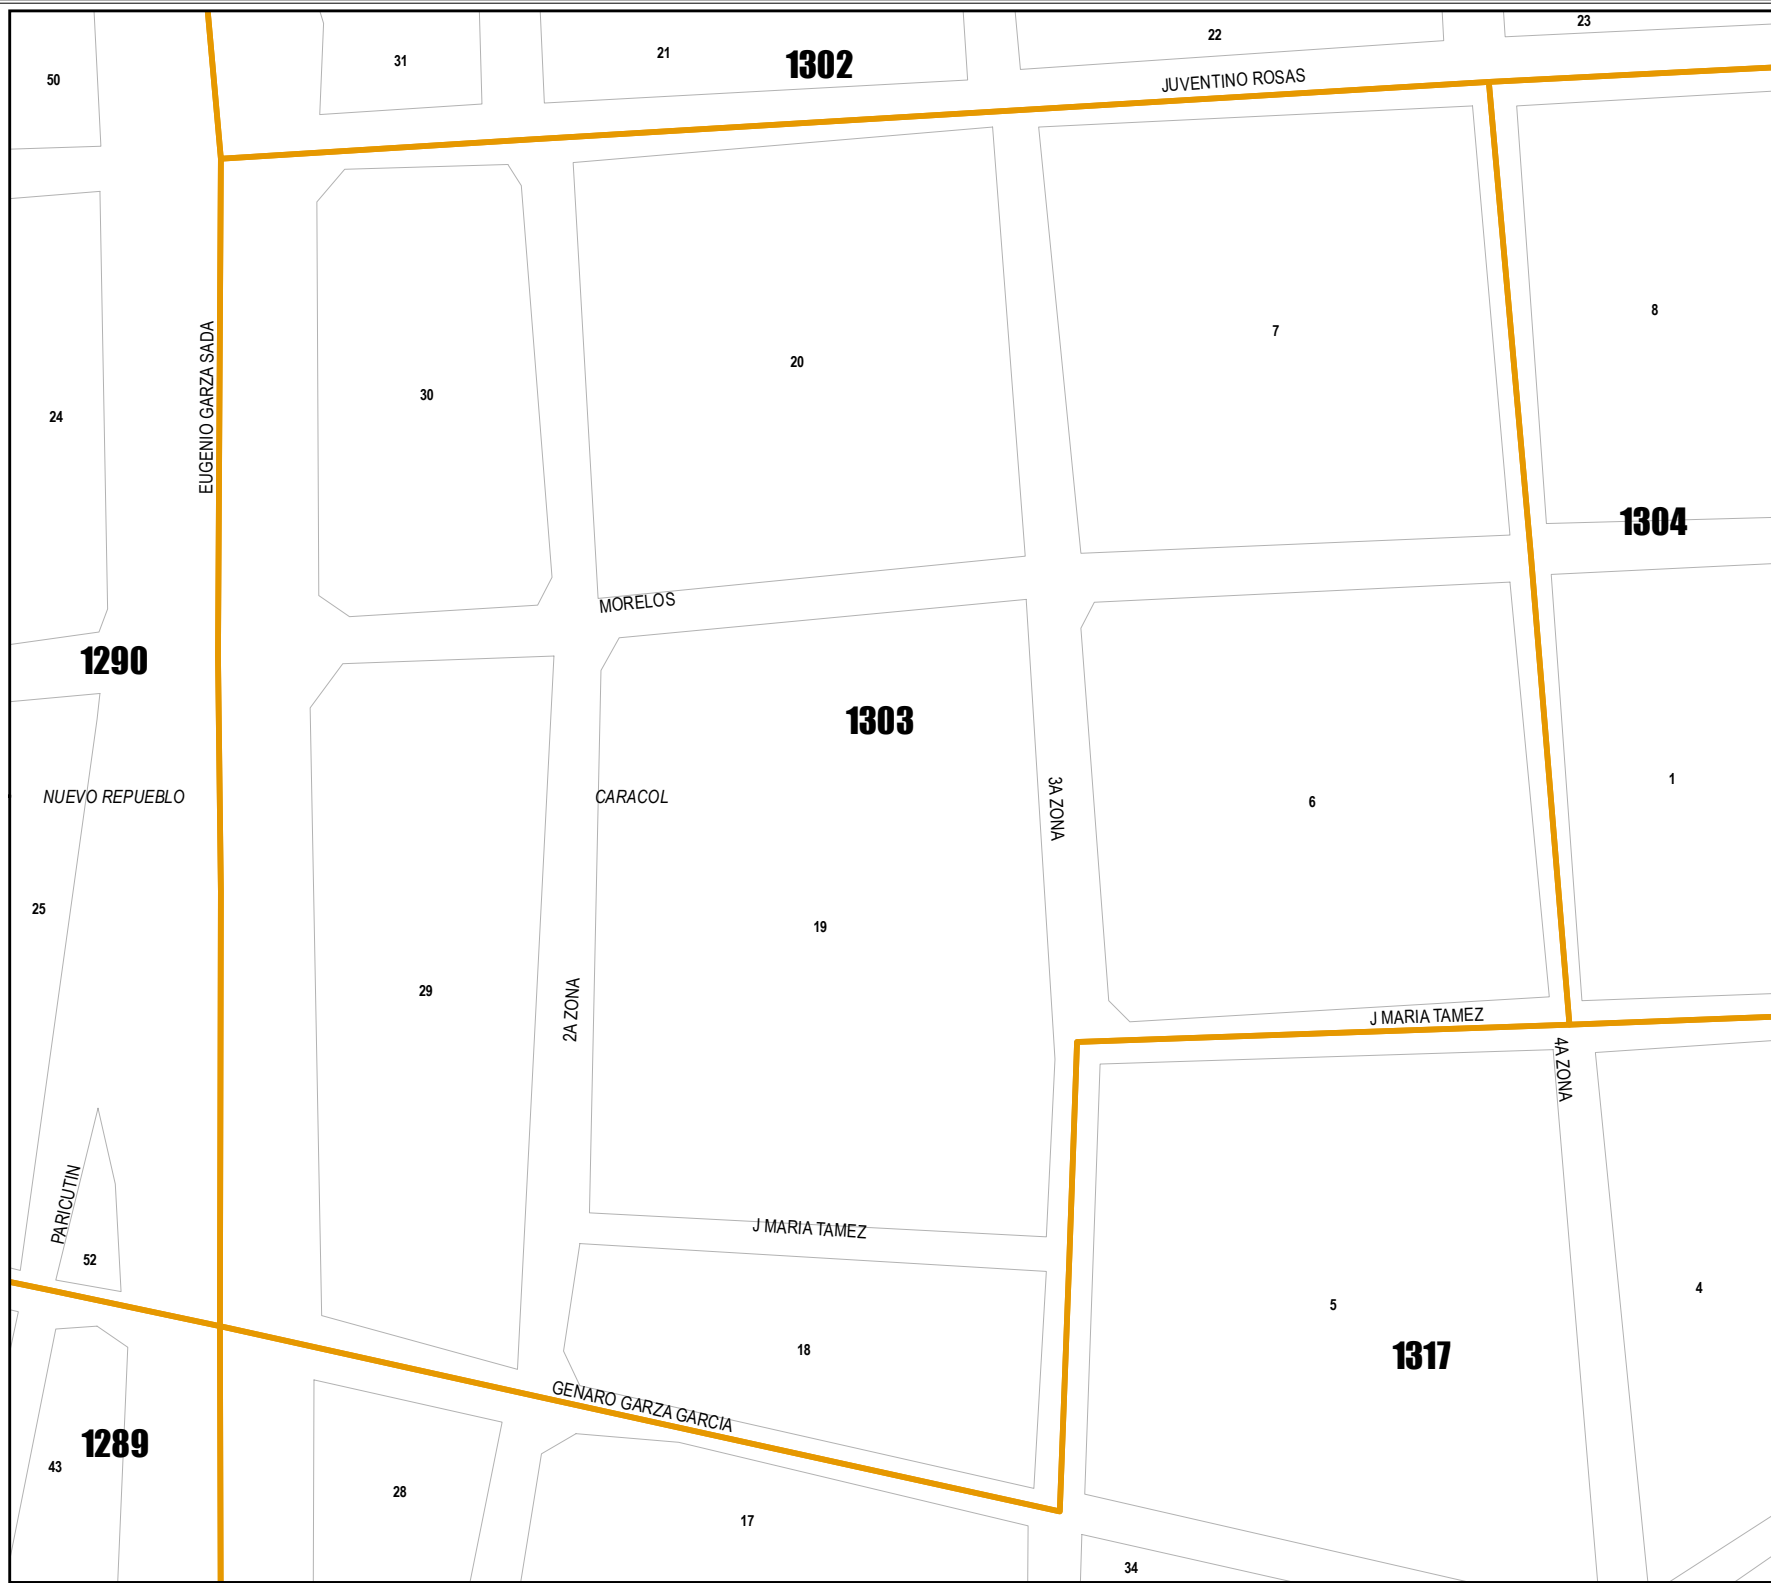 23
22
31
21
1302
50
JUVENTINO ROSAS
8
7
20
30
EUGENIO GARZA SADA
24
1304
MORELOS
1290
1303
1
NUEVO REPUEBLO
CARACOL
3A ZONA
6
25
19
29
2A ZONA
J MARIA TAMEZ
4A ZONA
PARICUTIN
J MARIA TAMEZ
52
4
5
18
1317
GENARO GARZA GARCIA
1289
43
28
17
34